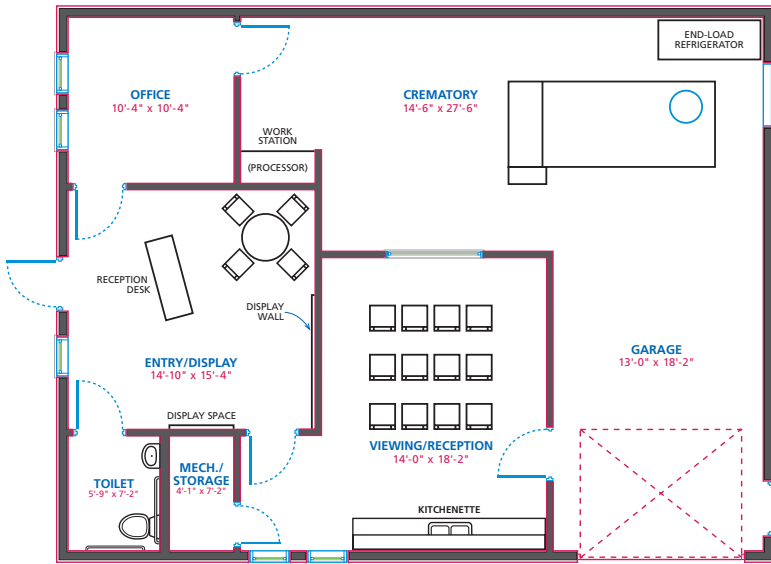 END-LOAD
REFRIGERATOR
OFFICE
10'-4" x 10'-4"
CREMATORY
14'-6" x 27'-6"
WORK
STATION
(PROCESSOR)
RECEPTION
DESK
DISPLAY
WALL
ENTRY/DISPLAY
14'-10" x 15'-4"
GARAGE
13'-0" x 18'-2"
DISPLAY SPACE
VIEWING/RECEPTION
14'-0" x 18'-2"
TOILET
5'-9" x 7'-2"
MECH./
STORAGE
4'-1" x 7'-2"
KITCHENETTE